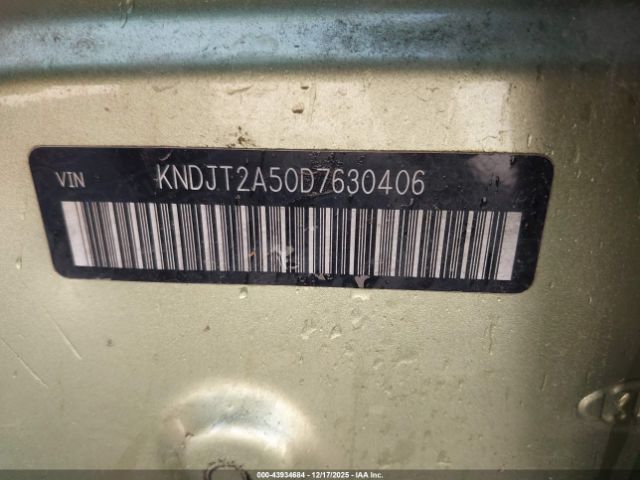 VIN KNDJT2A50D7630406
000-43934684 - 12/17/2025 - IAA Inc.